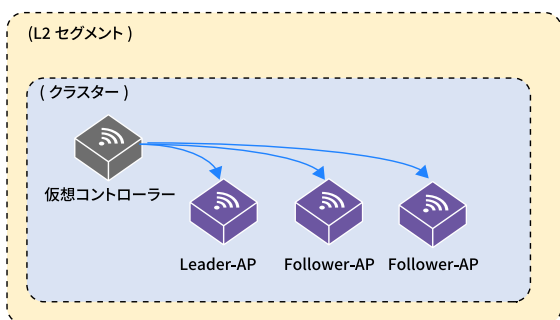 (L2 セグメント)
( クラスター )
仮想コントローラー
Leader-AP
Follower-AP
Follower-AP